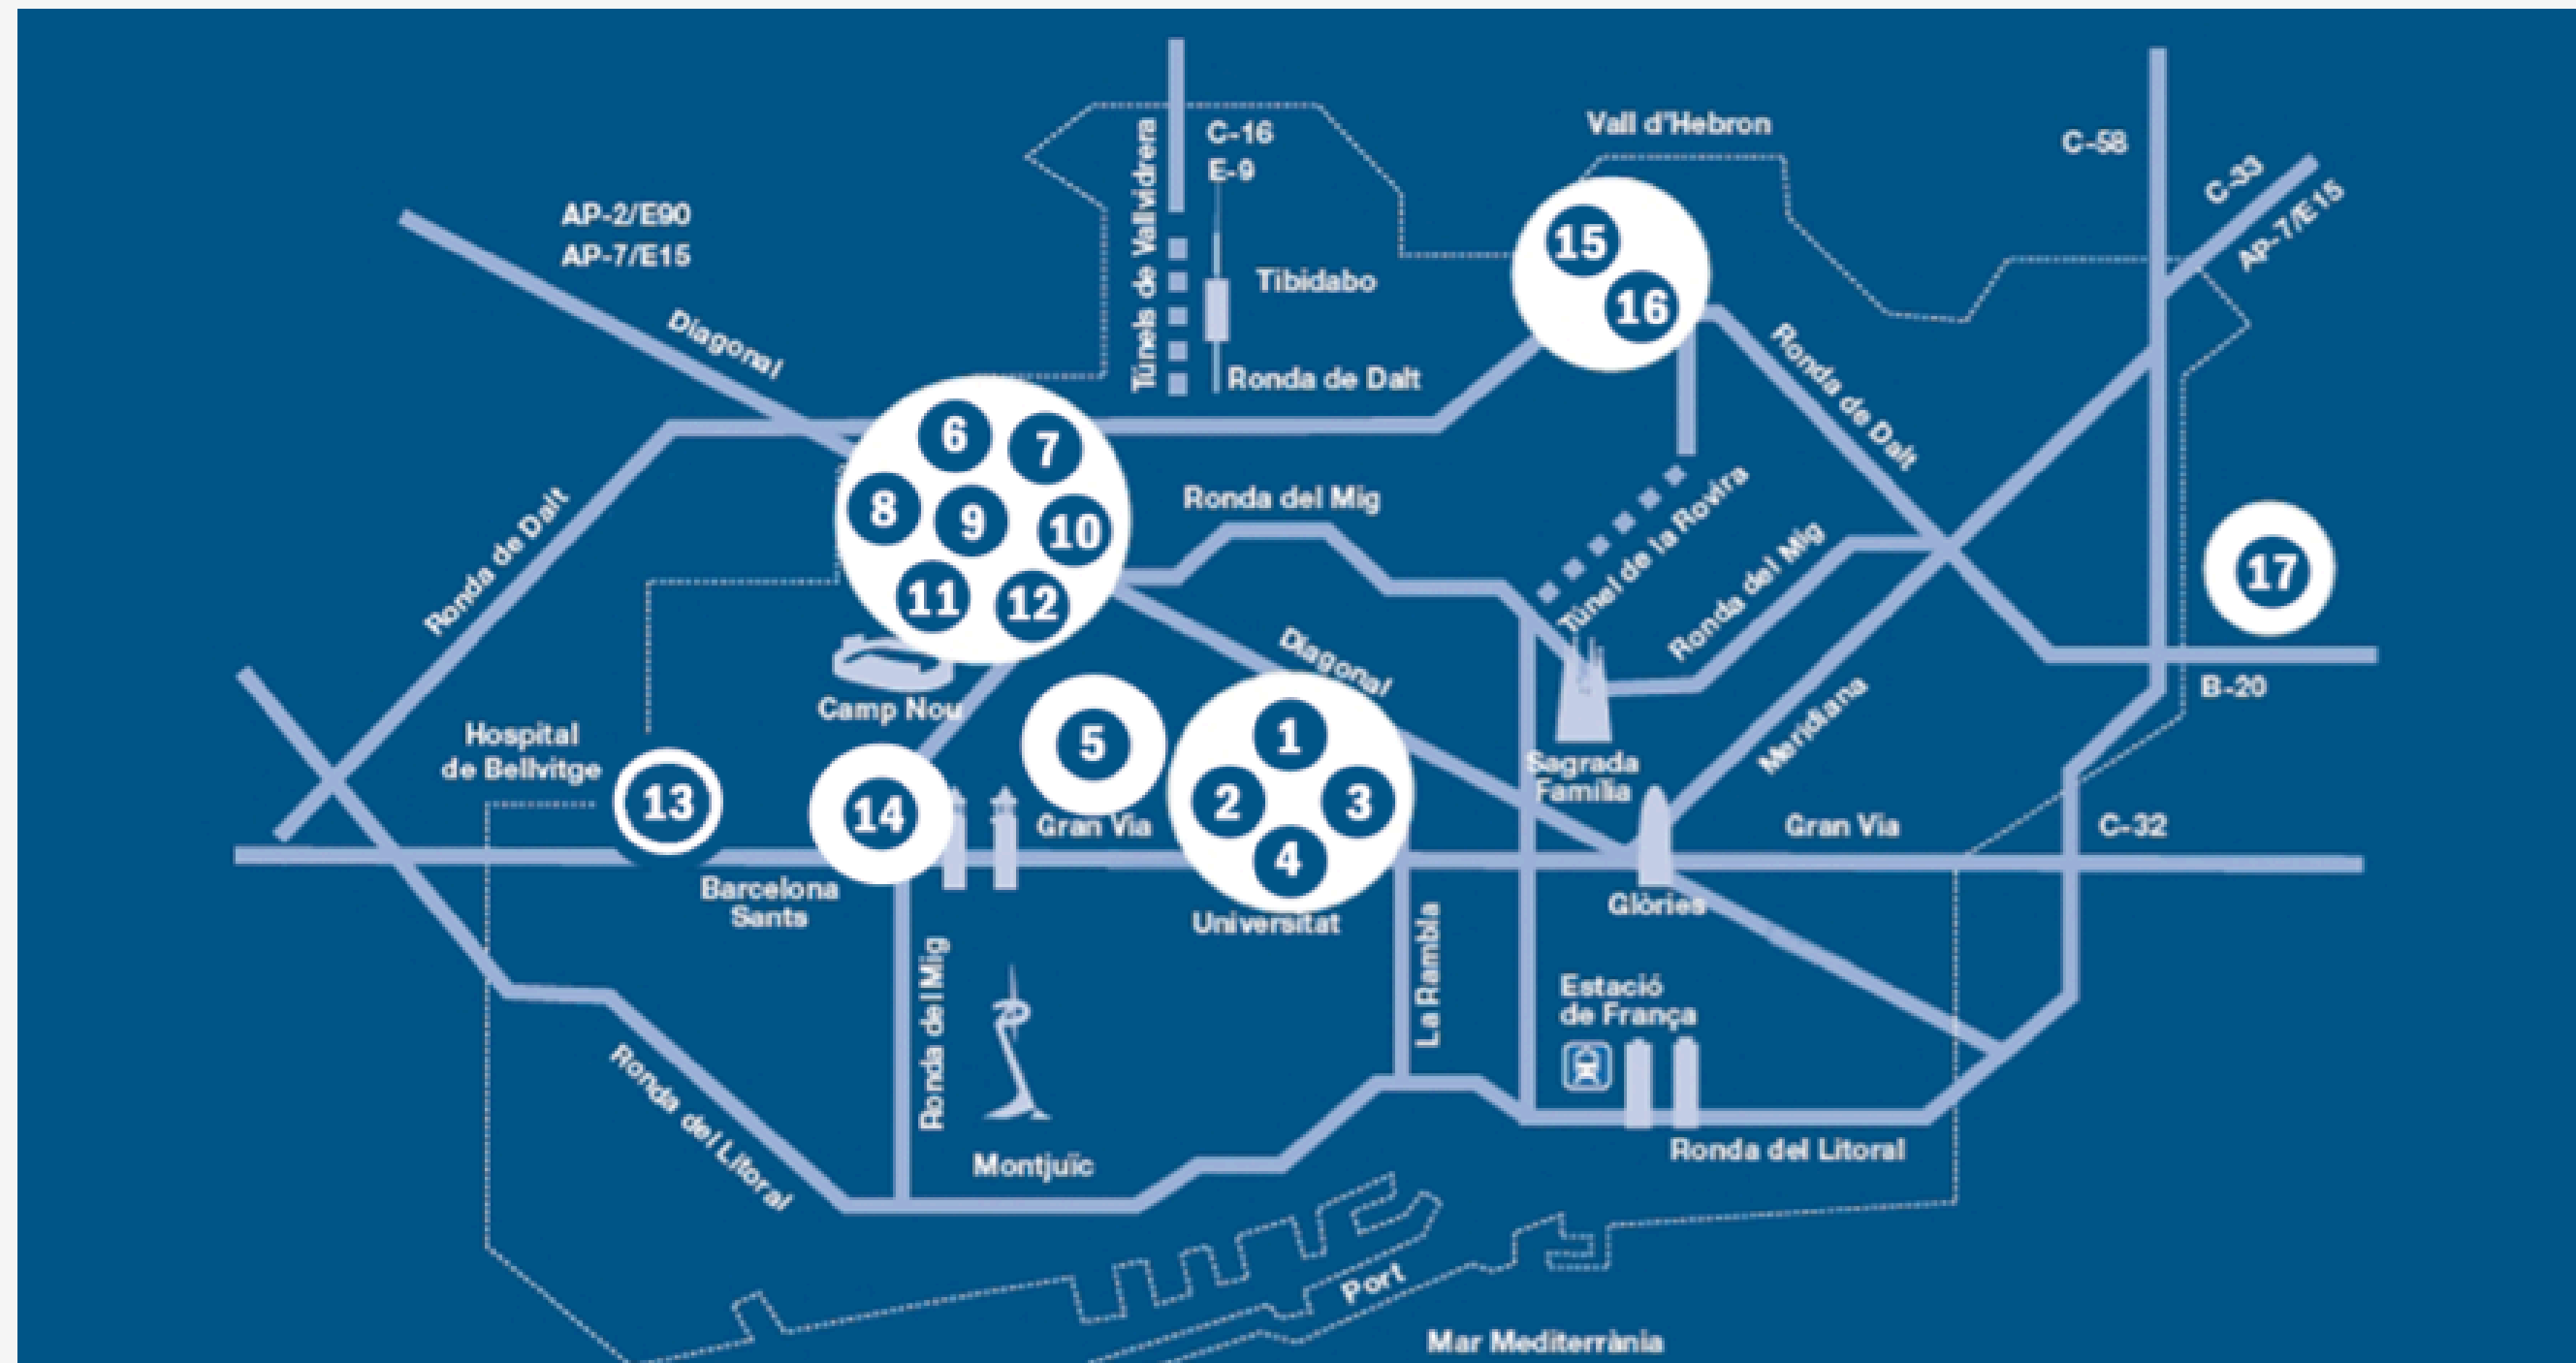 Vall d'Hebron
C-16
E-9
C-58
C-33
AP-7/E15
AP-2/E90
AP-7/E15
Túnels de Vallvidrera
Tibidabo
15
16
Diagonal
Ronda de Dalt
Ronda de Dalt
6
7
8
9
10
11
12
Ronda del Mig
Ronda de Dalt
Túnel de la Rovira
Ronda del Mig
17
B-20
Diagonal
Camp Nou
Hospital
de Bellvitge
13
14
5
1
2
3
4
Sagrada
Família
Meridiana
Gran Via
Gran Via
C-32
Barcelona
Sants
Universitat
Glòries
Ronda del Mig
La Rambla
Estació
de França
Ronda del Litoral
Montjuïc
Ronda del Litoral
Port
Mar Mediterrània